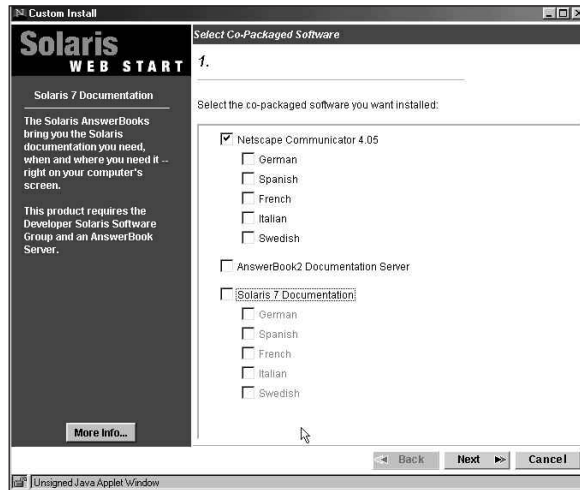 Custom Install
Solaris
WEB START
Solaris 7 Documentation
The Solaris AnswerBooks
bring you the Solaris
documentation you need,
when and where you need it --
right on your computer's
screen.
This product requires the
Developer Solaris Software
Group and an AnswerBook
Server.
More Info...
Select Co-Packaged Software
1.
Select the co-packaged software you want installed:
Netscape Communicator 4.05
German
Spanish
French
Italian
Swedish
AnswerBook2 Documentation Server
Solaris 7 Documentation
German
Spanish
French
Italian
Swedish
Back Next Cancel
Unsigned Java Applet Window